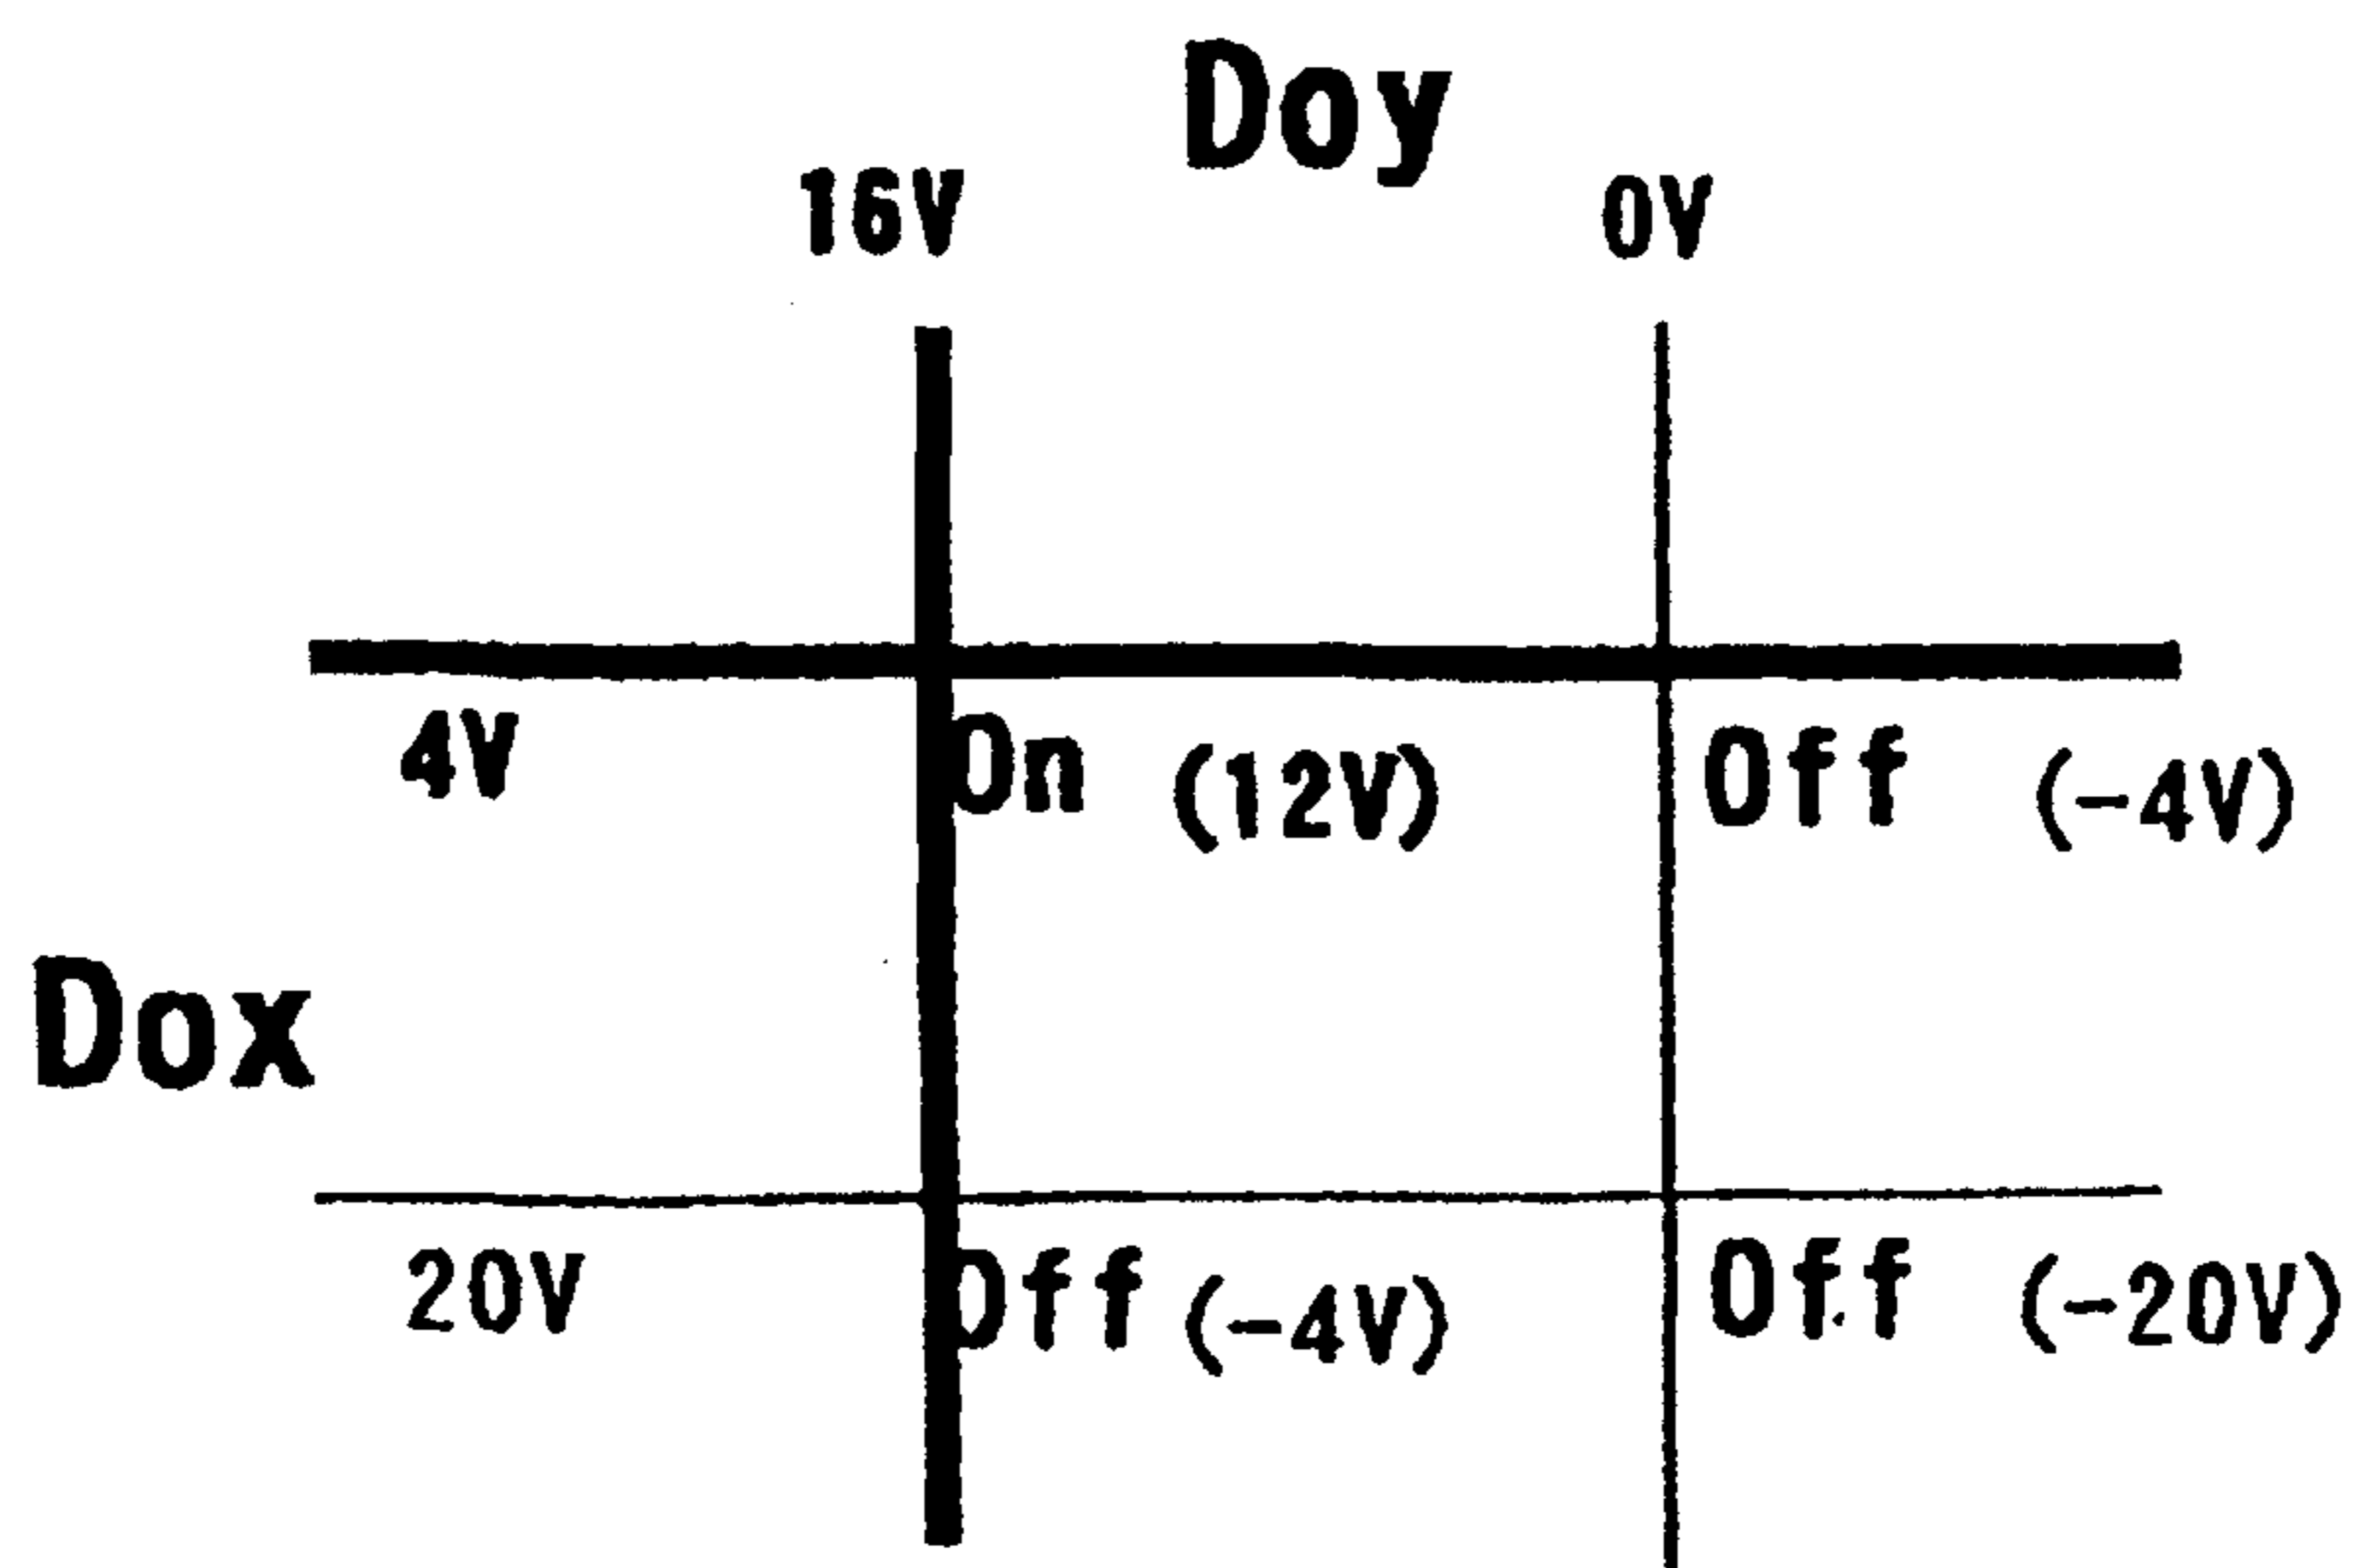 Doy
16V 0V
4V On (12V) Off (-4V)
Dox
20V Off (-4V) Off (-20V)